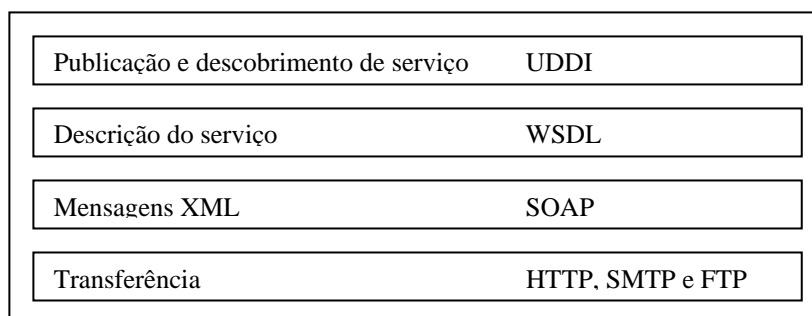 Publicação e descobrimento de serviço UDDI
Descrição do serviço WSDL
Mensagens XML SOAP
Transferência HTTP, SMTP e FTP